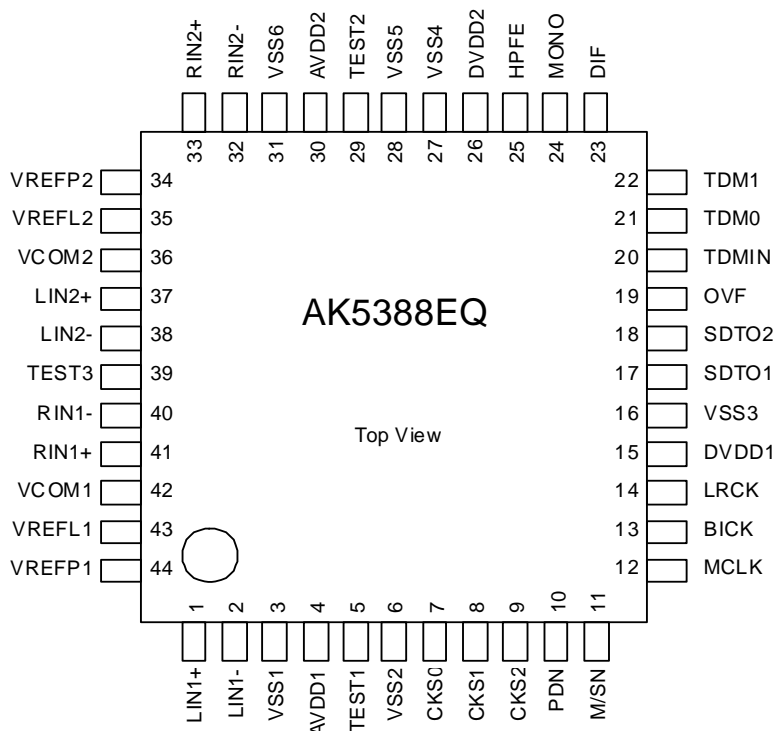 RIN2+ RIN2- VSS6 AVDD2 TEST2 VSS5 VSS4 DVDD2 HPFE MONO DIF
33 32 31 30 29 28 27 26 25 24 23
VREFP2 34 22 TDM1
VREFL2 35 21 TDM0
VCOM2 36 20 TDMIN
LIN2+ 37 AK5388EQ 19 OVF
LIN2- 38 18 SDTO2
TEST3 39 17 SDTO1
RIN1- 40 16 VSS3
RIN1+ 41 Top View 15 DVDD1
VCOM1 42 14 LRCK
VREFL1 43 13 BICK
VREFP1 44 12 MCLK
1 2 3 4 5 6 7 8 9 10 11
LIN1+ LIN1- VSS1 AVDD1 TEST1 VSS2 CKS0 CKS1 CKS2 PDN M/SN